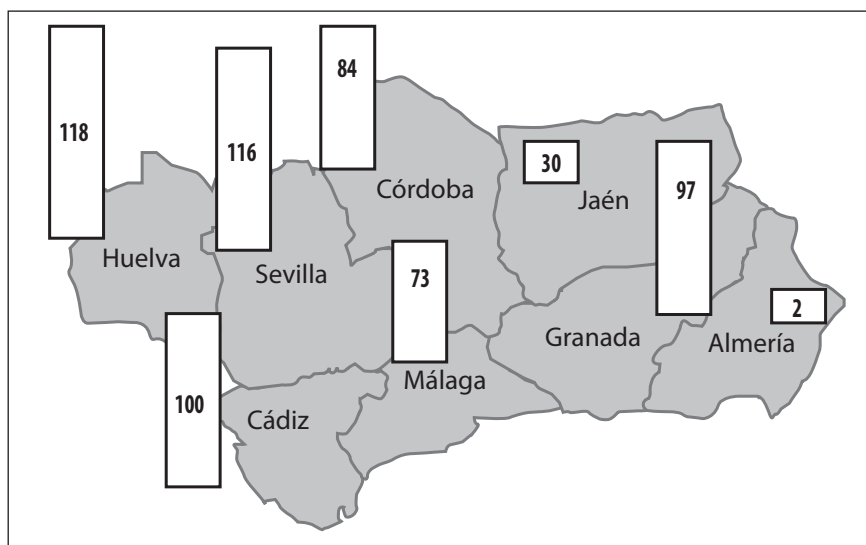 84
118
116
30
97
Córdoba
Jaén
Huelva
Sevilla
73
2
Granada
Almería
Málaga
100
Cádiz